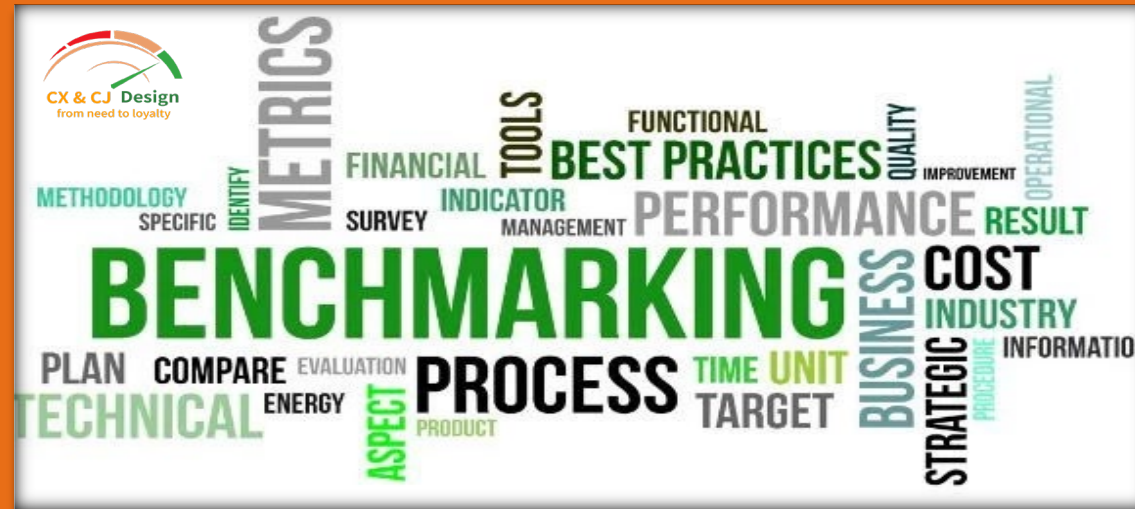 CX & CJ Design
from need to loyalty
METRICS
TOOLS
FUNCTIONAL
FINANCIAL
BEST PRACTICES
QUALITY
IMPROVEMENT
OPERATIONAL
METHODOLOGY
IDENTIFY
SPECIFIC
SURVEY
INDICATOR
MANAGEMENT
PERFORMANCE
RESULT
BENCHMARKING
BUSINESS
COST
INDUSTRY
PLAN
COMPARE
EVALUATION
PROCESS
TIME
UNIT
STRATEGIC
PROCEDURE
INFORMATIO
TECHNICAL
ENERGY
ASPECT
PRODUCT
TARGET